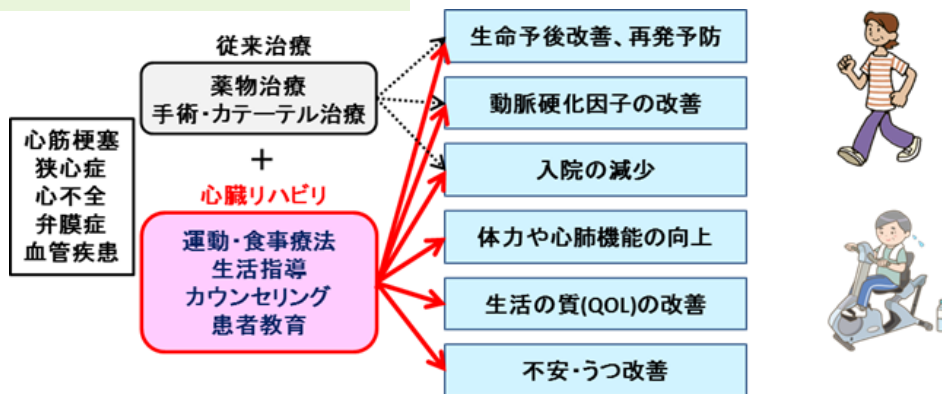 従来治療
薬物治療
手術・カテーテル治療
心筋梗塞
狭心症
心不全
弁膜症
血管疾患
+
心臓リハビリ
運動・食事療法
生活指導
カウンセリング
患者教育
生命予後改善、再発予防
動脈硬化因子の改善
入院の減少
体力や心肺機能の向上
生活の質(QOL)の改善
不安・うつ改善